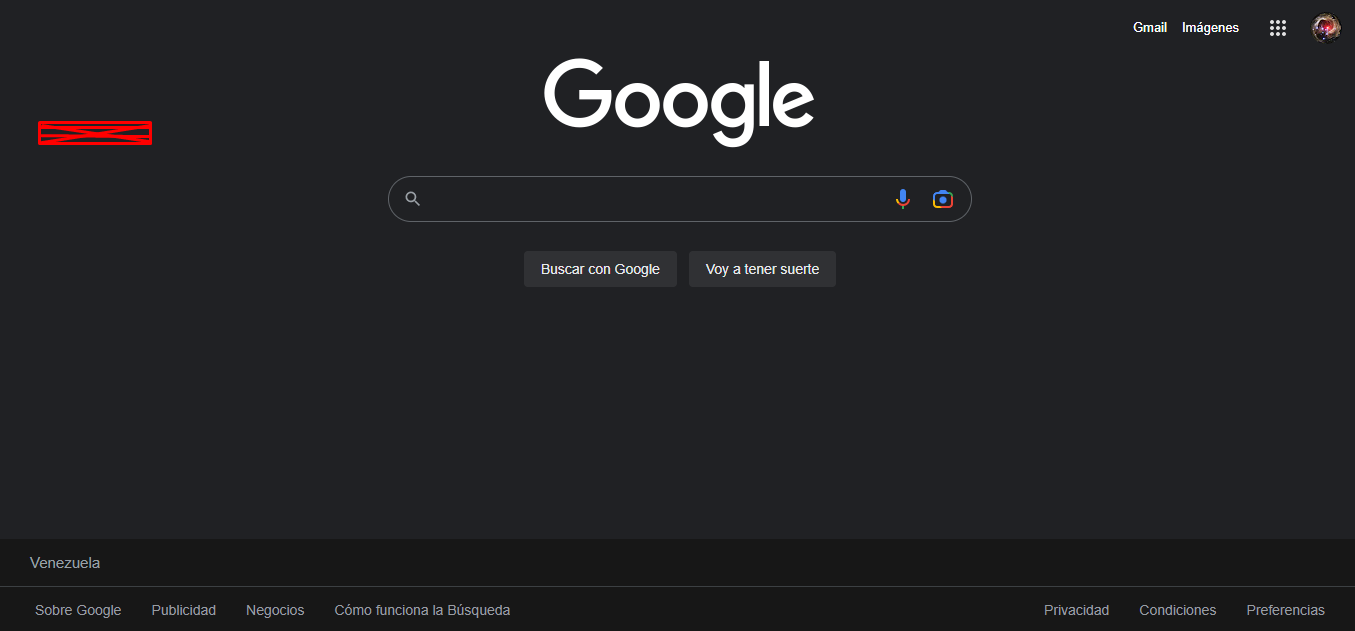 Gmail Imágenes
Google
Buscar con Google Voy a tener suerte
Venezuela
Sobre Google Publicidad Negocios Cómo funciona la Búsqueda Privacidad Condiciones Preferencias